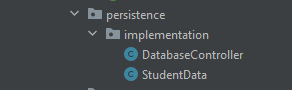 persistence
implementation
DatabaseController
StudentData